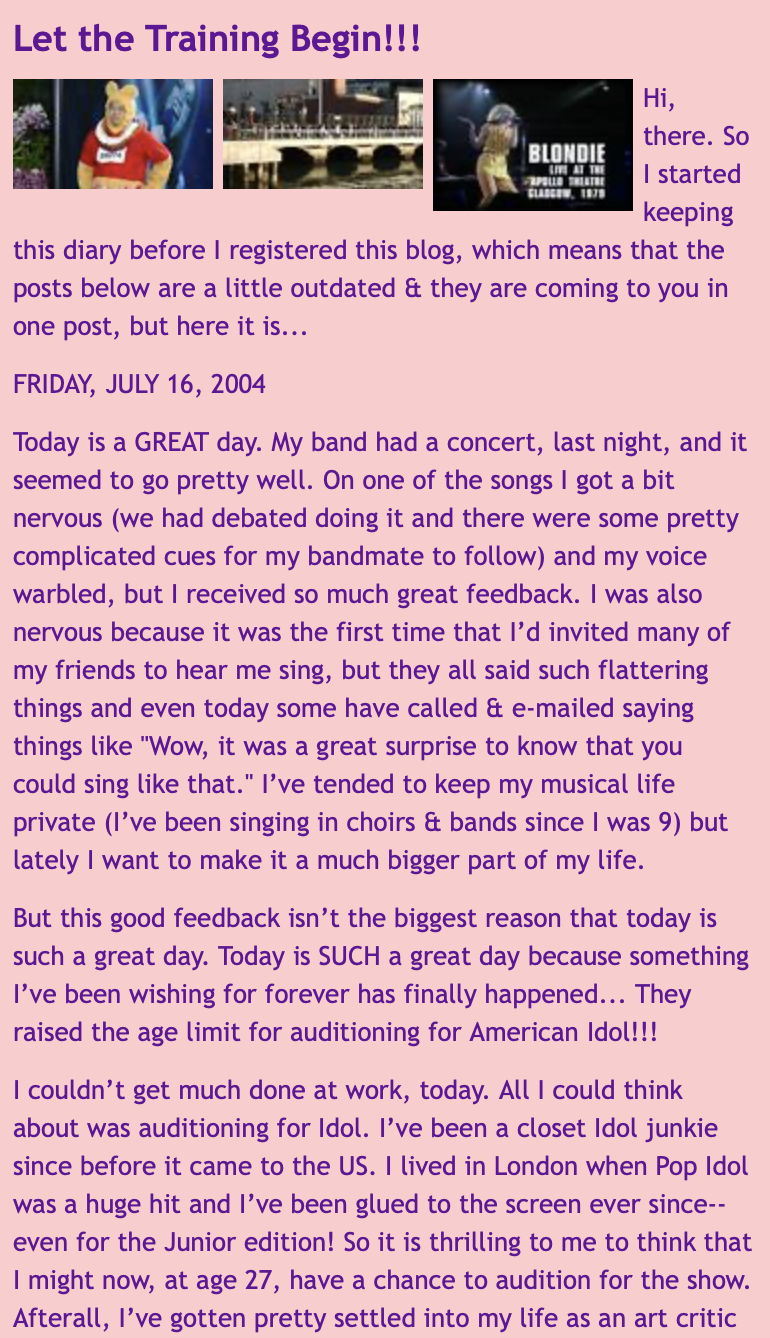 Let the Training Begin!!!
BLONDIE
LIVE AT THE
APOLLO THEATRE
GLASGOW, 1979
Hi,
there. So
I started
keeping
this diary before I registered this blog, which means that the
posts below are a little outdated & they are coming to you in
one post, but here it is...
FRIDAY, JULY 16, 2004
Today is a GREAT day. My band had a concert, last night, and it
seemed to go pretty well. On one of the songs I got a bit
nervous (we had debated doing it and there were some pretty
complicated cues for my bandmate to follow) and my voice
warbled, but I received so much great feedback. I was also
nervous because it was the first time that I’d invited many of
my friends to hear me sing, but they all said such flattering
things and even today some have called & e-mailed saying
things like "Wow, it was a great surprise to know that you
could sing like that." I’ve tended to keep my musical life
private (I’ve been singing in choirs & bands since I was 9) but
lately I want to make it a much bigger part of my life.
But this good feedback isn’t the biggest reason that today is
such a great day. Today is SUCH a great day because something
I’ve been wishing for forever has finally happened... They
raised the age limit for auditioning for American Idol!!!
I couldn’t get much done at work, today. All I could think
about was auditioning for Idol. I’ve been a closet Idol junkie
since before it came to the US. I lived in London when Pop Idol
was a huge hit and I’ve been glued to the screen ever since--
even for the Junior edition! So it is thrilling to me to think that
I might now, at age 27, have a chance to audition for the show.
Afterall, I’ve gotten pretty settled into my life as an art critic